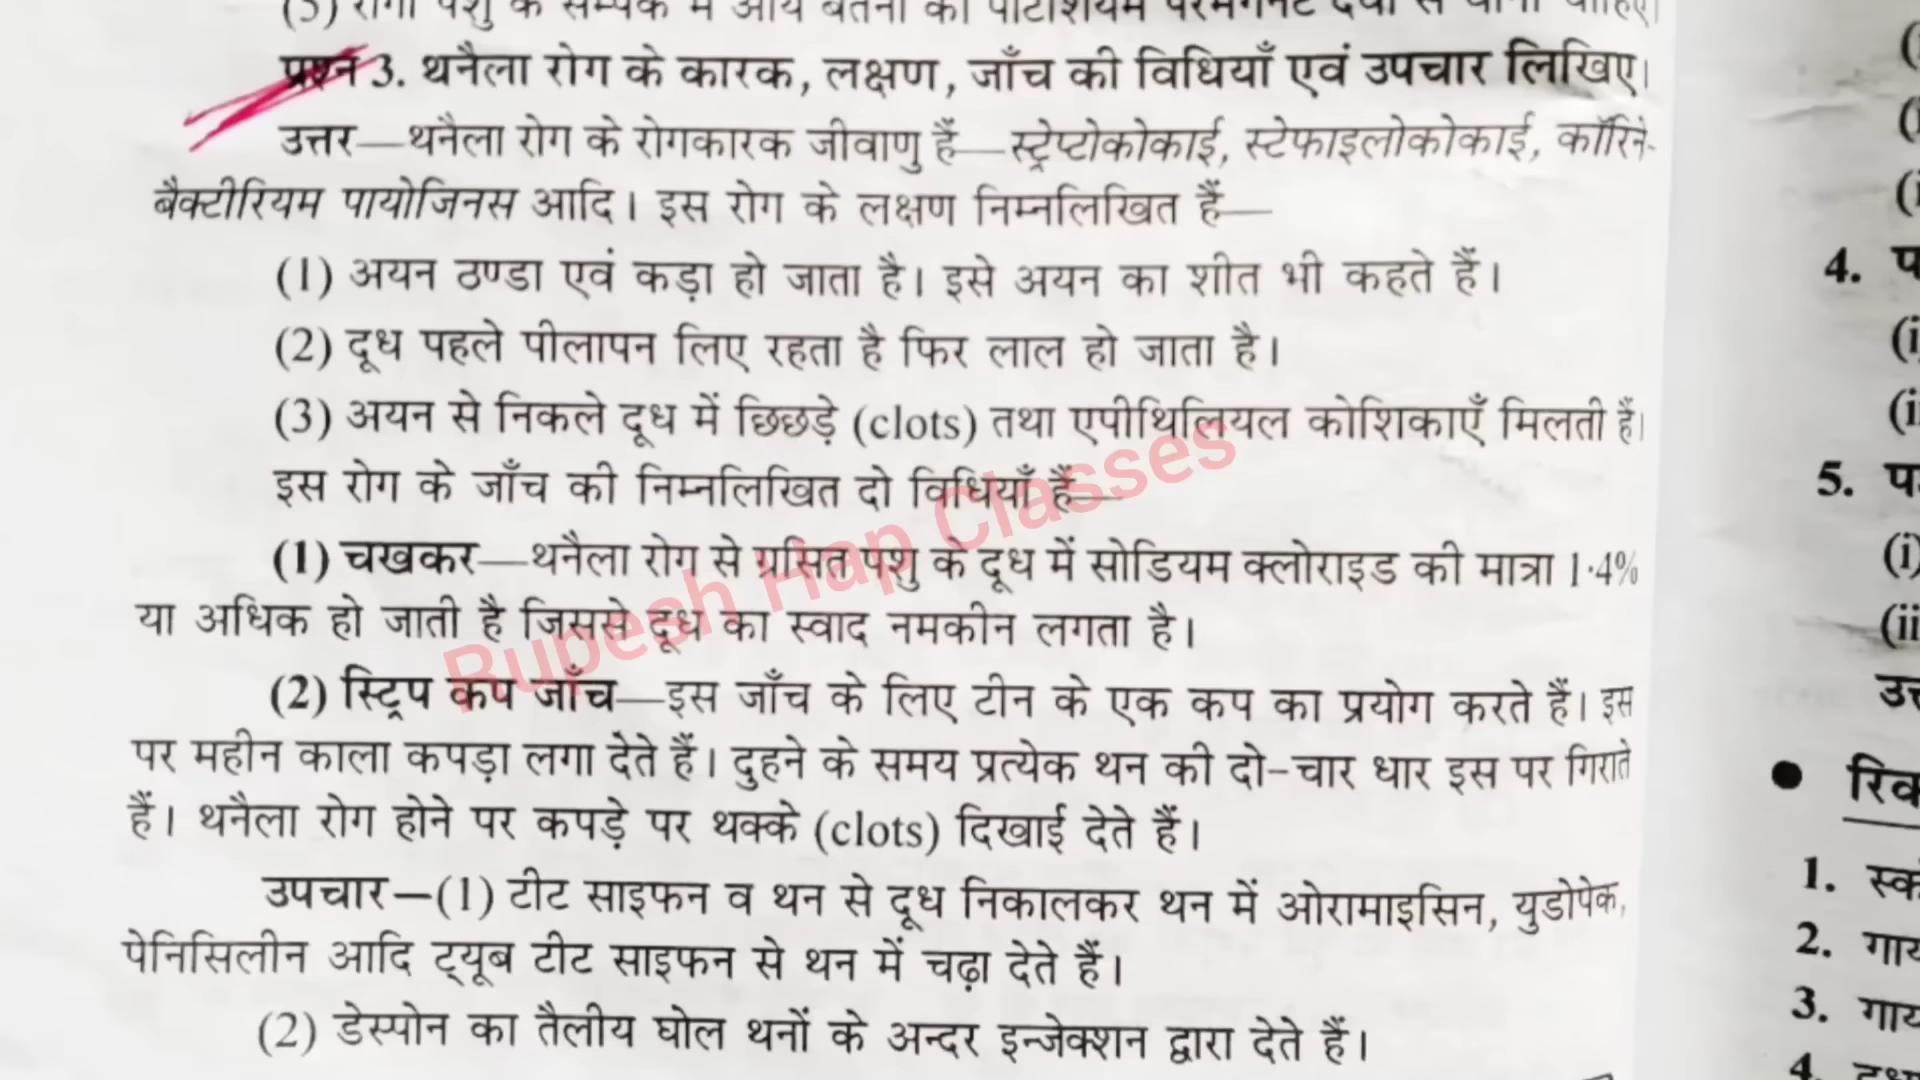 प्रश्न 3. थनैला रोग के कारक, लक्षण, जाँच की विधियाँ एवं उपचार लिखिए।
उत्तर—थनैला रोग के रोगकारक जीवाणु हैं—स्ट्रेप्टोकोकाई, स्टेफाइलोकोकाई, कॉरिने-
बैक्टीरियम पायोजिनस आदि। इस रोग के लक्षण निम्नलिखित हैं—
(1) अयन ठण्डा एवं कड़ा हो जाता है। इसे अयन का शीत भी कहते हैं।
(2) दूध पहले पीलापन लिए रहता है फिर लाल हो जाता है।
(3) अयन से निकले दूध में छिछड़े (clots) तथा एपीथिलियल कोशिकाएँ मिलती हैं।
इस रोग के जाँच की निम्नलिखित दो विधियाँ हैं—
(1) चखकर—थनैला रोग से ग्रसित पशु के दूध में सोडियम क्लोराइड की मात्रा 1·4%
या अधिक हो जाती है जिससे दूध का स्वाद नमकीन लगता है।
(2) स्ट्रिप कप जाँच—इस जाँच के लिए टीन के एक कप का प्रयोग करते हैं। इस
पर महीन काला कपड़ा लगा देते हैं। दुहने के समय प्रत्येक थन की दो-चार धार इस पर गिराते
हैं। थनैला रोग होने पर कपड़े पर थक्के (clots) दिखाई देते हैं।
उपचार—(1) टीट साइफन व थन से दूध निकालकर थन में ओरामाइसिन, युडोपेक,
पेनिसिलीन आदि ट्यूब टीट साइफन से थन में चढ़ा देते हैं।
(2) डेस्पोन का तैलीय घोल थनों के अन्दर इन्जेक्शन द्वारा देते हैं।
Rupesh Hap Classes
4.
5.
(i)
(ii
1.
2. गाय
3. गाय
4.